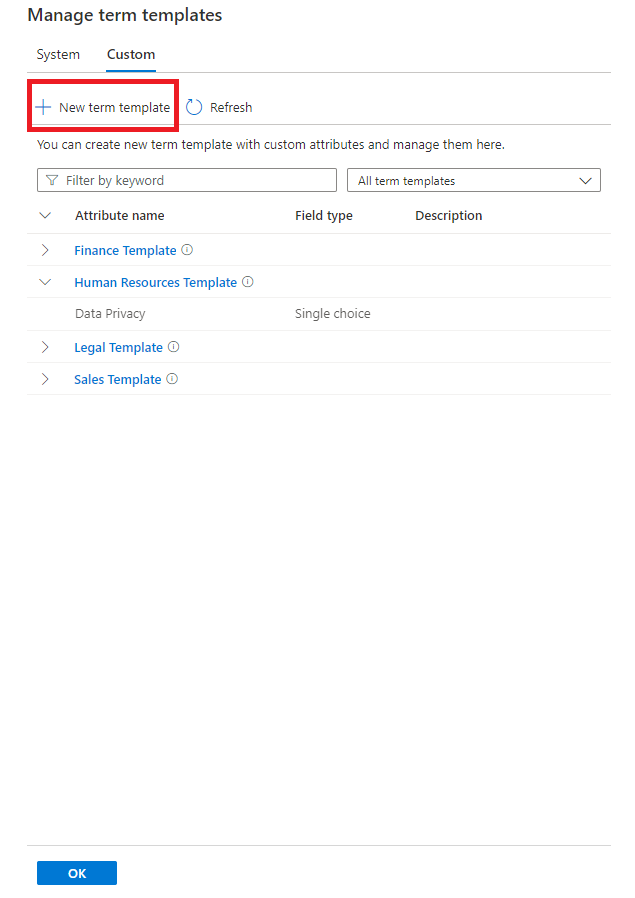 Manage term templates
System Custom
New term template Refresh
You can create new term template with custom attributes and manage them here.
Filter by keyword All term templates
Attribute name Field type Description
Finance Template
Human Resources Template
Data Privacy Single choice
Legal Template
Sales Template
OK